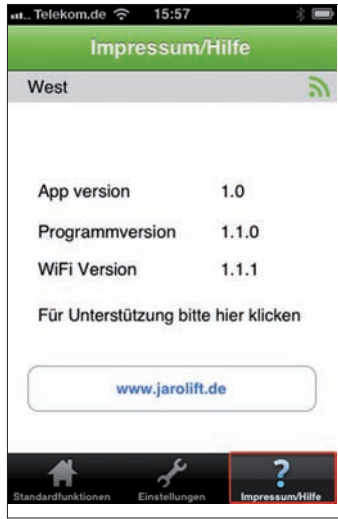 Telekom.de 15:57
Impressum/Hilfe
West
App version 1.0
Programmversion 1.1.0
WiFi Version 1.1.1
Für Unterstützung bitte hier klicken
www.jarolift.de
Standardfunktionen Einstellungen Impressum/Hilfe